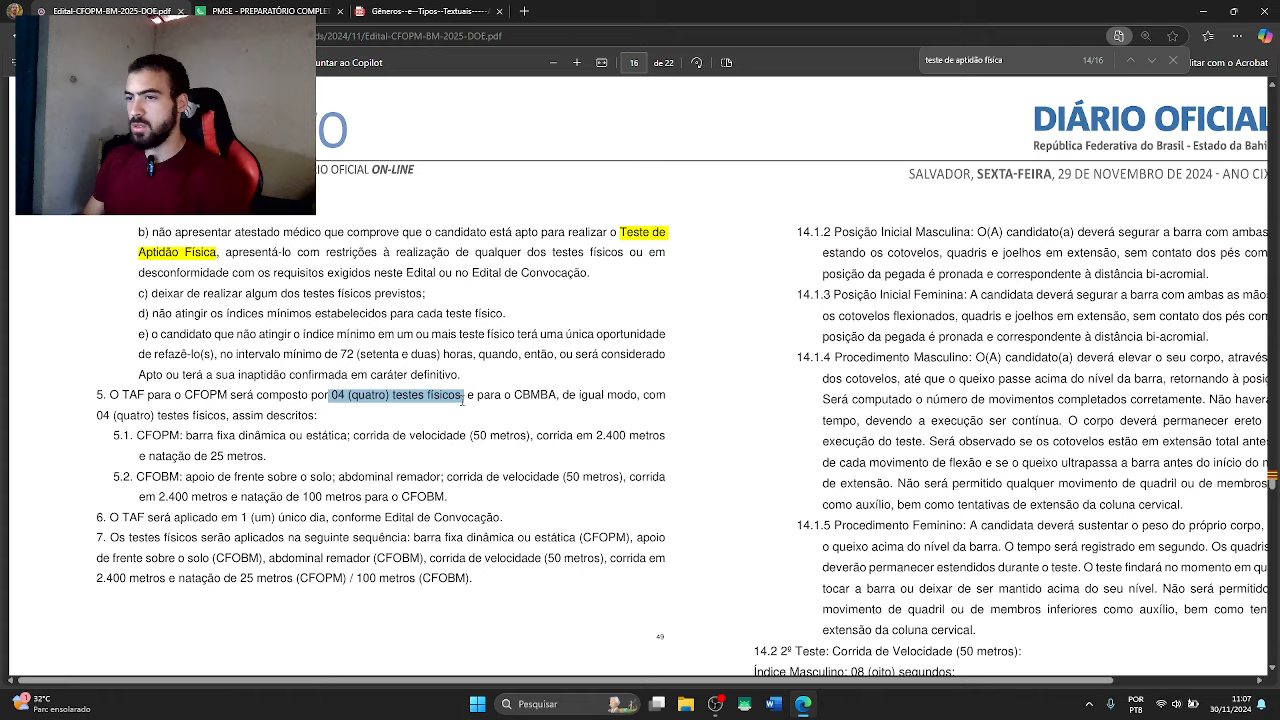 Edital-CFOPM-BM-2025-DOE.pdf
PREPARATÓRIO COMPLET
Gêneros-Textuais-
ds/2024/11/Edital-CFOPM-BM-2025-DOE.pdf
untar ao Copilot
16 de 22
teste de aptidão física
14/16
itar com o Acrobat
TO
IO OFICIAL ON-LINE
DIÁRIO OFICIAL
República Federativa do Brasil - Estado da Bahi
SALVADOR, SEXTA-FEIRA, 29 DE NOVEMBRO DE 2024 - ANO CIX
b) não apresentar atestado médico que comprove que o candidato está apto para realizar o Teste de
Aptidão Física, apresentá-lo com restrições à realização de qualquer dos testes físicos ou em
desconformidade com os requisitos exigidos neste Edital ou no Edital de Convocação.
c) deixar de realizar algum dos testes físicos previstos;
d) não atingir os índices mínimos estabelecidos para cada teste físico.
e) o candidato que não atingir o índice mínimo em um ou mais teste físico terá uma única oportunidade
de refazê-lo(s), no intervalo mínimo de 72 (setenta e duas) horas, quando, então, ou será considerado
Apto ou terá a sua inaptidão confirmada em caráter definitivo.
5. O TAF para o CFOPM será composto por 04 (quatro) testes físicos e para o CBMBA, de igual modo, com
04 (quatro) testes físicos, assim descritos:
5.1. CFOPM: barra fixa dinâmica ou estática; corrida de velocidade (50 metros), corrida em 2.400 metros
e natação de 25 metros.
5.2. CFOBM: apoio de frente sobre o solo; abdominal remador; corrida de velocidade (50 metros), corrida
em 2.400 metros e natação de 100 metros para o CFOBM.
6. O TAF será aplicado em 1 (um) único dia, conforme Edital de Convocação.
7. Os testes físicos serão aplicados na seguinte sequência: barra fixa dinâmica ou estática (CFOPM), apoio
de frente sobre o solo (CFOBM), abdominal remador (CFOBM), corrida de velocidade (50 metros), corrida em
2.400 metros e natação de 25 metros (CFOPM) / 100 metros (CFOBM).
49
14.1.2 Posição Inicial Masculina: O(A) candidato(a) deverá segurar a barra com ambas
estando os cotovelos, quadris e joelhos em extensão, sem contato dos pés com
posição da pegada é pronada e correspondente à distância bi-acromial.
14.1.3 Posição Inicial Feminina: A candidata deverá segurar a barra com ambas as mão
os cotovelos flexionados, quadris e joelhos em extensão, sem contato dos pés com
posição da pegada é pronada e correspondente à distância bi-acromial.
14.1.4 Procedimento Masculino: O(A) candidato(a) deverá elevar o seu corpo, através
dos cotovelos, até que o queixo passe acima do nível da barra, retornando à posiç
Será computado o número de movimentos completados corretamente. Não haverá
tempo, devendo a execução ser contínua. O corpo deverá permanecer ereto
execução do teste. Será observado se os cotovelos estão em extensão total antes
de cada movimento de flexão e se o queixo ultrapassa a barra antes do início do m
de extensão. Não será permitido qualquer movimento de quadril ou de membros
como auxílio, bem como tentativas de extensão da coluna cervical.
14.1.5 Procedimento Feminino: A candidata deverá sustentar o peso do próprio corpo,
o queixo acima do nível da barra. O tempo será registrado em segundo. Os quadris
deverão permanecer estendidos durante o teste. O teste findará no momento em qu
tocar a barra ou deixar de ser mantido acima do seu nível. Não será permitido
movimento de quadril ou de membros inferiores como auxílio, bem como ten
extensão da coluna cervical.
14.2 2º Teste: Corrida de Velocidade (50 metros):
Índice Masculino: 08 (oito) segundos;
32°C
Parc ensolarado
Pesquisar
POR
PTB
11:07
30/11/2024